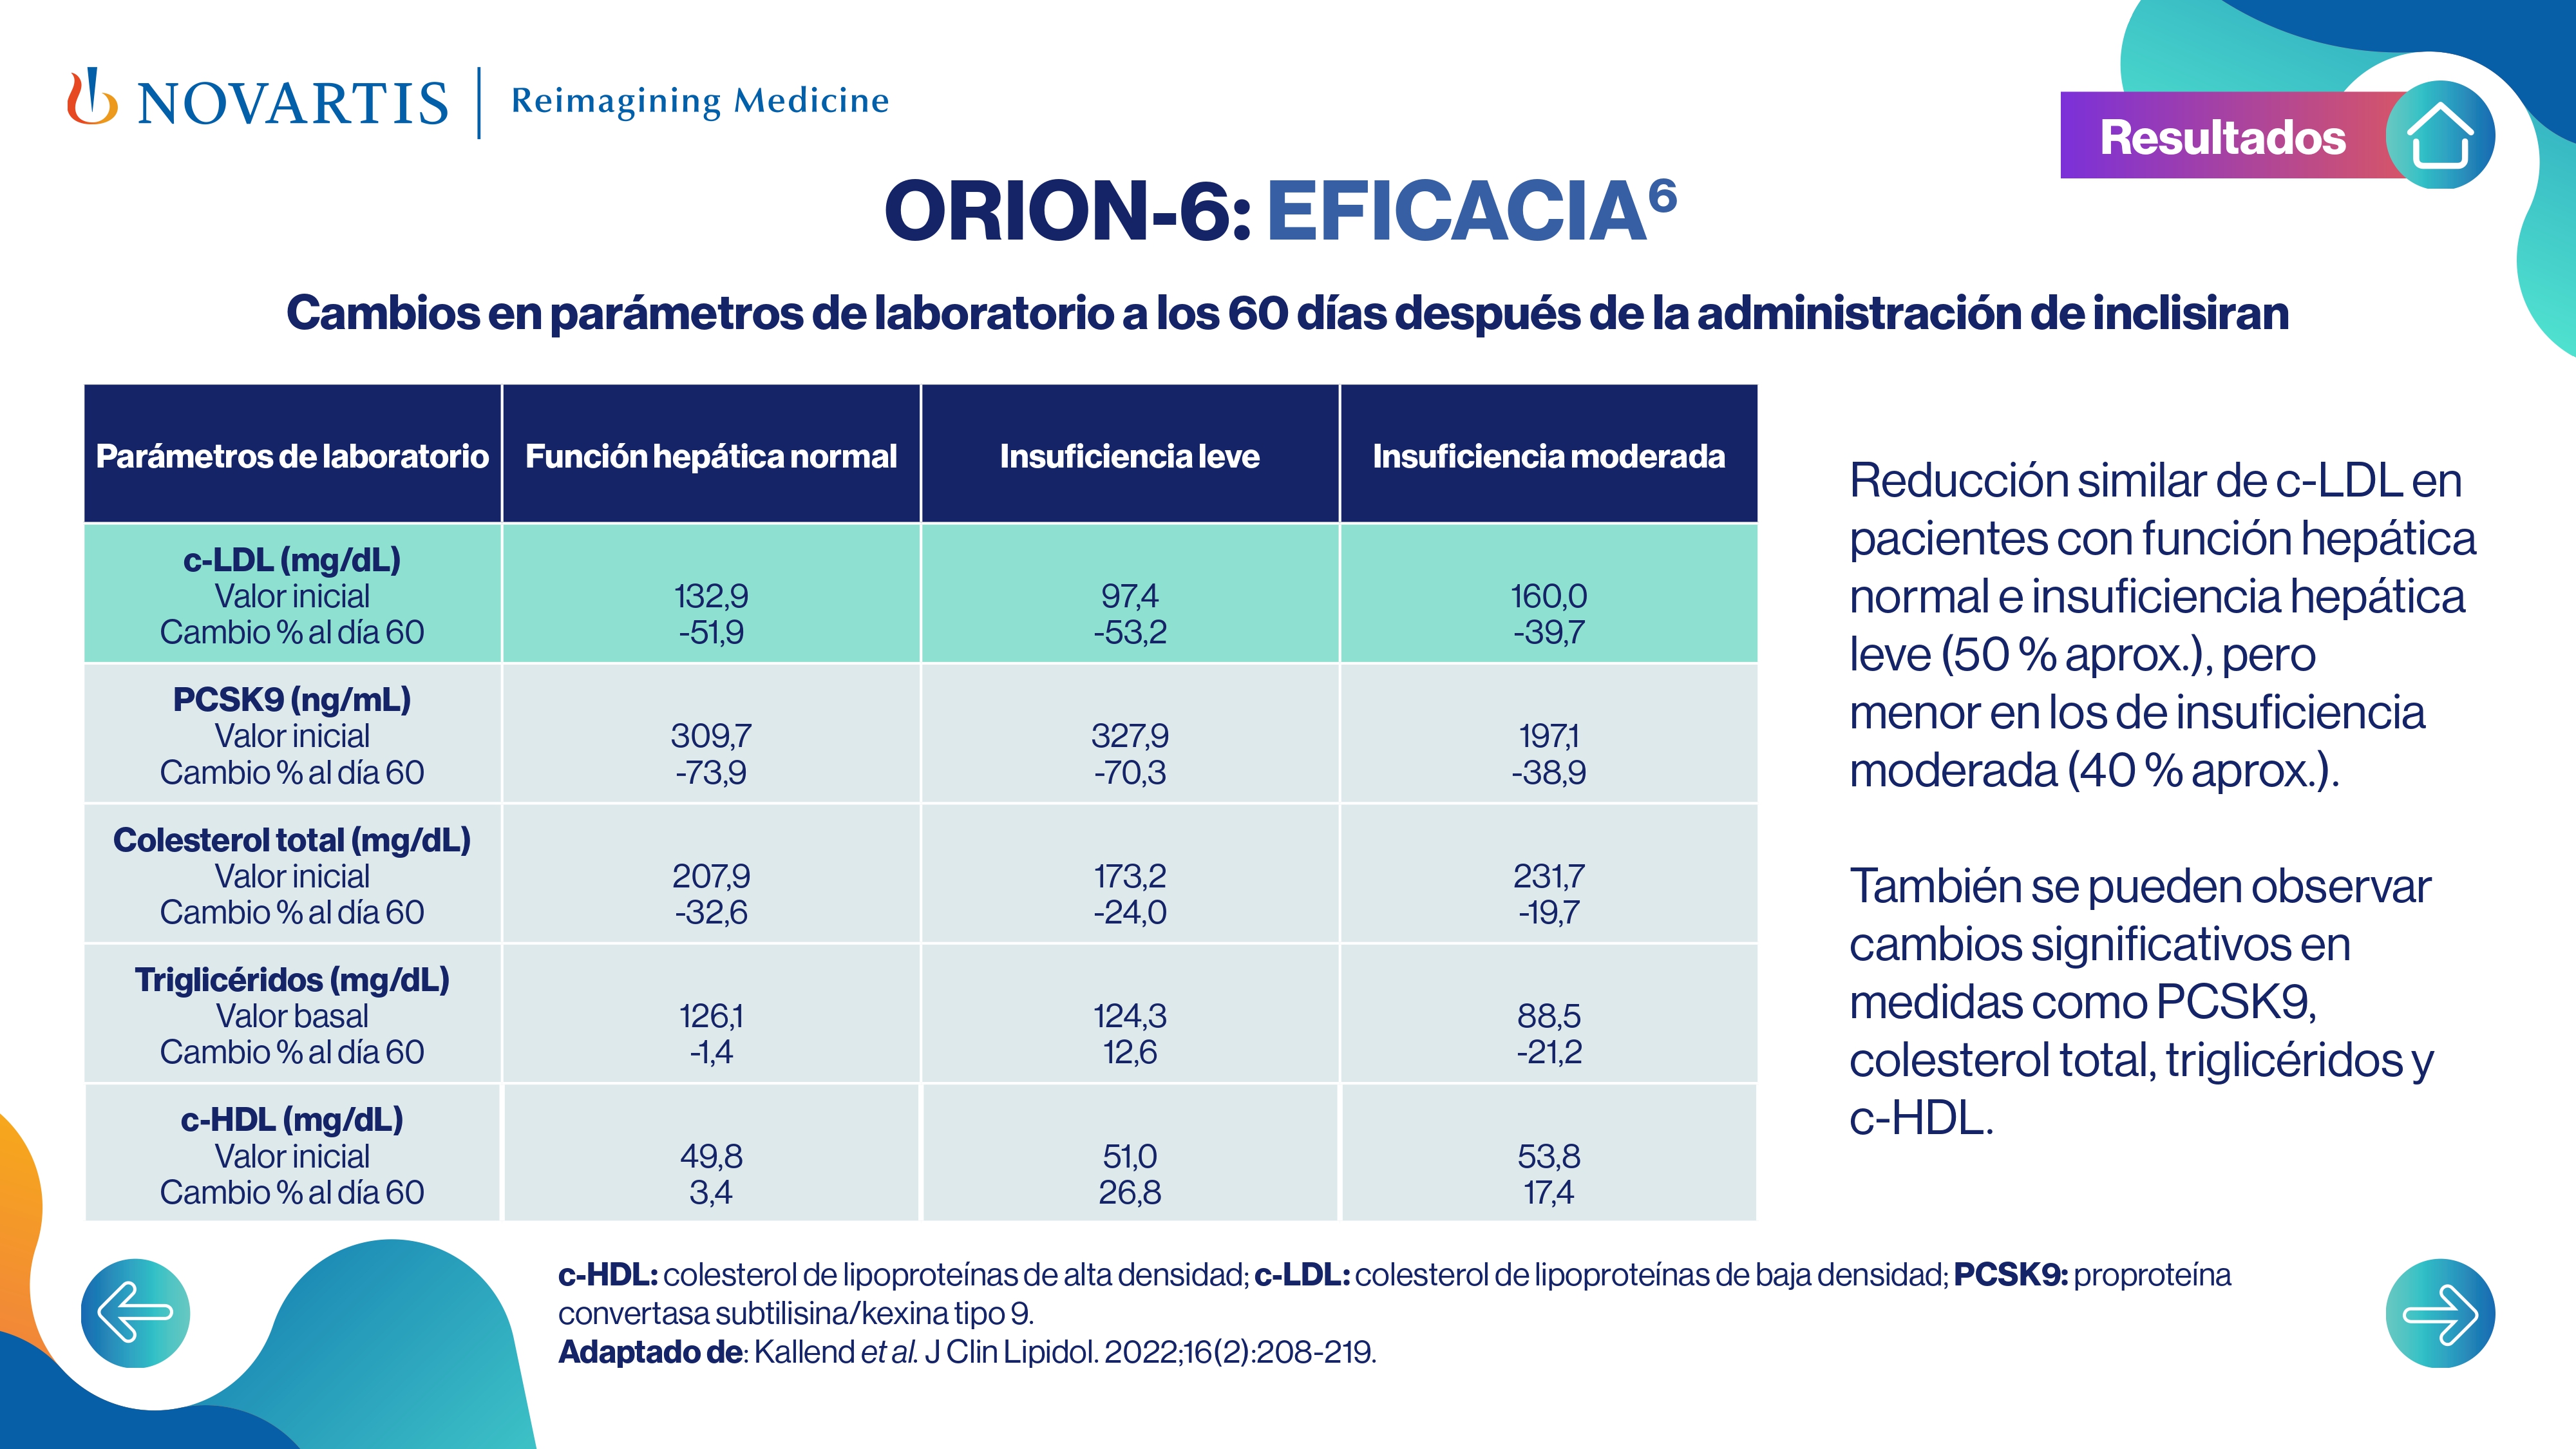 NOVARTIS | Reimagining Medicine
Resultados
ORION-6: EFICACIA⁶
Cambios en parámetros de laboratorio a los 60 días después de la administración de inclisiran
Parámetros de laboratorio Función hepática normal Insuficiencia leve Insuficiencia moderada
c-LDL (mg/dL)
Valor inicial 132,9 97,4 160,0
Cambio % al día 60 -51,9 -53,2 -39,7
PCSK9 (ng/mL)
Valor inicial 309,7 327,9 197,1
Cambio % al día 60 -73,9 -70,3 -38,9
Colesterol total (mg/dL)
Valor inicial 207,9 173,2 231,7
Cambio % al día 60 -32,6 -24,0 -19,7
Triglicéridos (mg/dL)
Valor basal 126,1 124,3 88,5
Cambio % al día 60 -1,4 12,6 -21,2
c-HDL (mg/dL)
Valor inicial 49,8 51,0 53,8
Cambio % al día 60 3,4 26,8 17,4
Reducción similar de c-LDL en
pacientes con función hepática
normal e insuficiencia hepática
leve (50 % aprox.), pero
menor en los de insuficiencia
moderada (40 % aprox.).
También se pueden observar
cambios significativos en
medidas como PCSK9,
colesterol total, triglicéridos y
c-HDL.
c-HDL: colesterol de lipoproteínas de alta densidad; c-LDL: colesterol de lipoproteínas de baja densidad; PCSK9: proproteína
convertasa subtilisina/kexina tipo 9.
Adaptado de: Kallend et al. J Clin Lipidol. 2022;16(2):208-219.